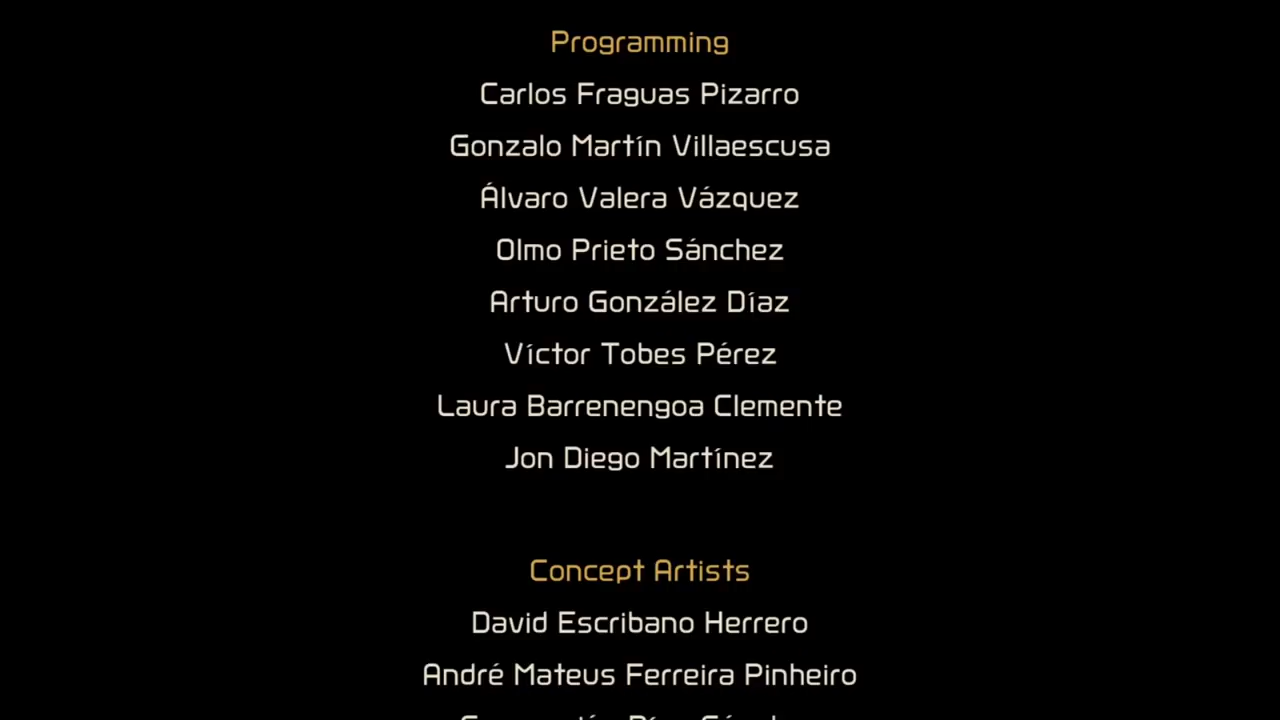 Programming
Carlos Fraguas Pizarro
Gonzalo Martín Villaescusa
Álvaro Valera Vázquez
Olmo Prieto Sánchez
Arturo González Díaz
Víctor Tobes Pérez
Laura Barrenengoa Clemente
Jon Diego Martínez
Concept Artists
David Escribano Herrero
André Mateus Ferreira Pinheiro